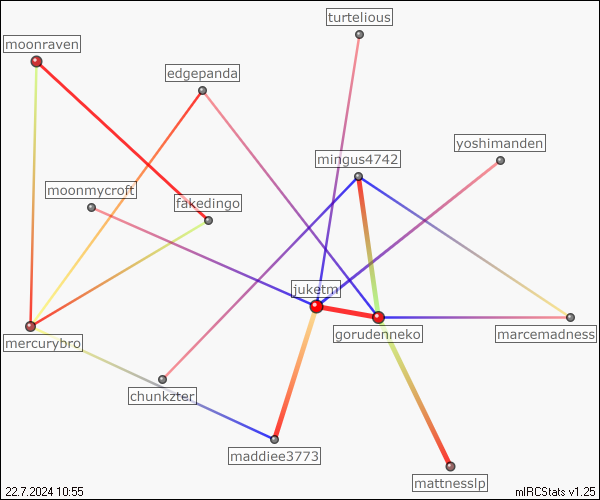 turtelious
moonraven
edgepanda
yoshimanden
mingus4742
moonmycroft
fakedingo
juketm
gorudenneko
marcemadness
mercurybro
chunkzter
maddiee3773
mattnesslp
22.7.2024 10:55
mIRCStats v1.25